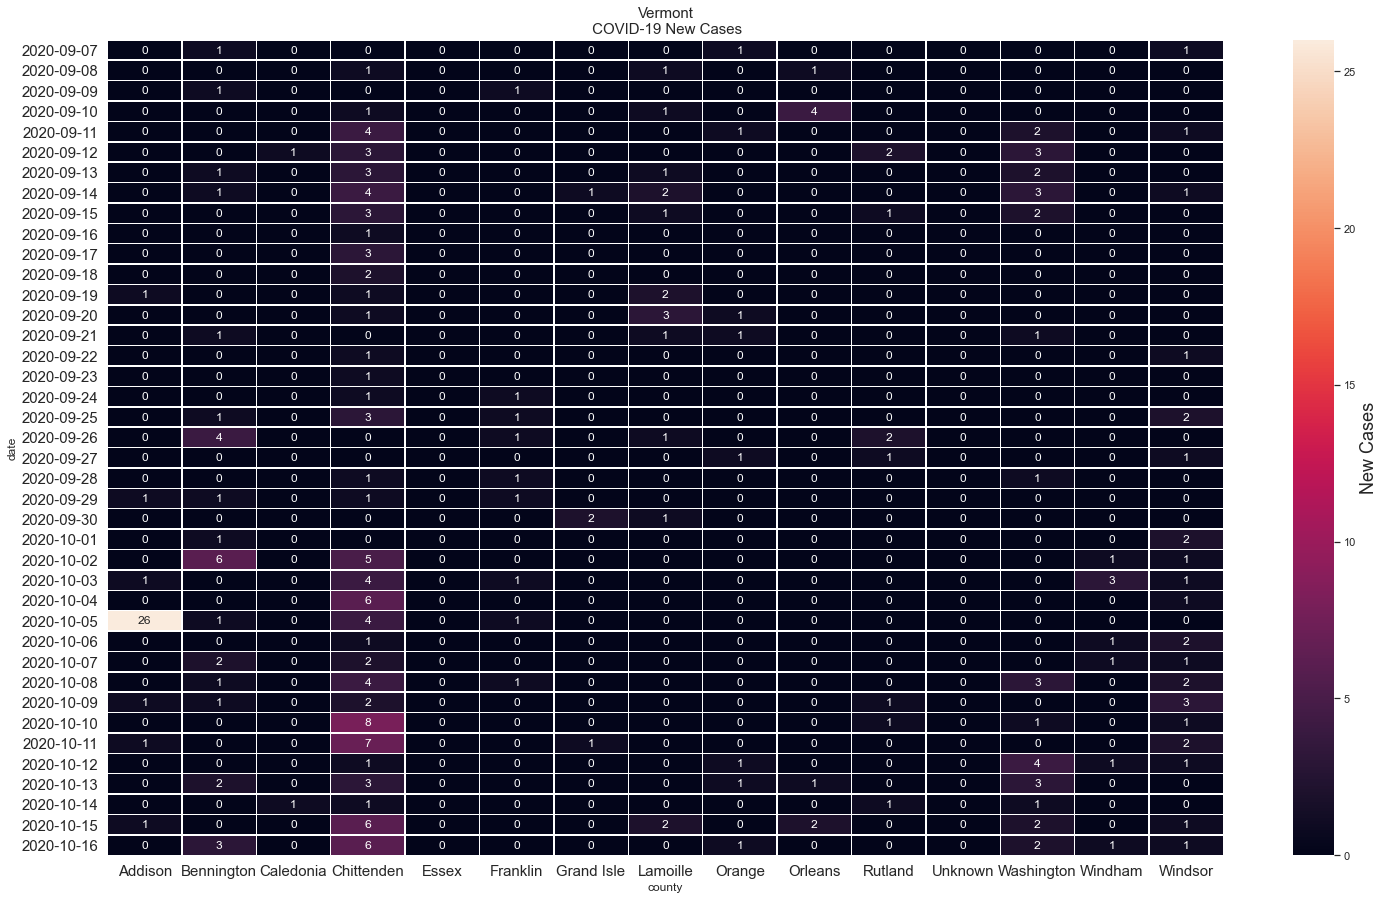 Vermont
COVID-19 New Cases
2020-09-07 0 1 0 0 0 0 0 0 1 0 0 0 0 0 1
2020-09-08 0 0 0 1 0 0 0 1 0 1 0 0 0 0 0
2020-09-09 0 1 0 0 0 1 0 0 0 0 0 0 0 0 0
2020-09-10 0 0 0 1 0 0 0 1 0 4 0 0 0 0 0
2020-09-11 0 0 0 4 0 0 0 0 1 0 0 0 2 0 1
2020-09-12 0 0 1 3 0 0 0 0 0 0 2 0 3 0 0
2020-09-13 0 1 0 3 0 0 0 1 0 0 0 0 2 0 0
2020-09-14 0 1 0 4 0 0 1 2 0 0 0 0 3 0 1
2020-09-15 0 0 0 3 0 0 0 1 0 0 1 0 2 0 0
2020-09-16 0 0 0 1 0 0 0 0 0 0 0 0 0 0 0
2020-09-17 0 0 0 3 0 0 0 0 0 0 0 0 0 0 0
2020-09-18 0 0 0 2 0 0 0 0 0 0 0 0 0 0 0
2020-09-19 1 0 0 1 0 0 0 2 0 0 0 0 0 0 0
2020-09-20 0 0 0 1 0 0 0 3 1 0 0 0 0 0 0
2020-09-21 0 1 0 0 0 0 0 1 1 0 0 0 1 0 0
2020-09-22 0 0 0 1 0 0 0 0 0 0 0 0 0 0 1
2020-09-23 0 0 0 1 0 0 0 0 0 0 0 0 0 0 0
2020-09-24 0 0 0 1 0 1 0 0 0 0 0 0 0 0 0
2020-09-25 0 1 0 3 0 1 0 0 0 0 0 0 0 0 2
2020-09-26 0 4 0 0 0 1 0 1 0 0 2 0 0 0 0
2020-09-27 0 0 0 0 0 0 0 0 1 0 1 0 0 0 1
2020-09-28 0 0 0 1 0 1 0 0 0 0 0 0 1 0 0
2020-09-29 1 1 0 1 0 1 0 0 0 0 0 0 0 0 0
2020-09-30 0 0 0 0 0 0 2 1 0 0 0 0 0 0 0
2020-10-01 0 1 0 0 0 0 0 0 0 0 0 0 0 0 2
2020-10-02 0 6 0 5 0 0 0 0 0 0 0 0 0 1 1
2020-10-03 1 0 0 4 0 1 0 0 0 0 0 0 0 3 1
2020-10-04 0 0 0 6 0 0 0 0 0 0 0 0 0 0 1
2020-10-05 26 1 0 4 0 1 0 0 0 0 0 0 0 0 0
2020-10-06 0 0 0 1 0 0 0 0 0 0 0 0 0 1 2
2020-10-07 0 2 0 2 0 0 0 0 0 0 0 0 0 1 1
2020-10-08 0 1 0 4 0 1 0 0 0 0 0 0 3 0 2
2020-10-09 1 1 0 2 0 0 0 0 0 0 1 0 0 0 3
2020-10-10 0 0 0 8 0 0 0 0 0 0 1 0 1 0 1
2020-10-11 1 0 0 7 0 0 1 0 0 0 0 0 0 0 2
2020-10-12 0 0 0 1 0 0 0 0 1 0 0 0 4 1 1
2020-10-13 0 2 0 3 0 0 0 0 1 1 0 0 3 0 0
2020-10-14 0 0 1 1 0 0 0 0 0 0 1 0 1 0 0
2020-10-15 1 0 0 6 0 0 0 2 0 2 0 0 2 0 1
2020-10-16 0 3 0 6 0 0 0 0 1 0 0 0 2 1 1
Addison Bennington Caledonia Chittenden Essex Franklin Grand Isle Lamoille Orange Orleans Rutland Unknown Washington Windham Windsor
county
date
25
20
15
10
5
0
New Cases